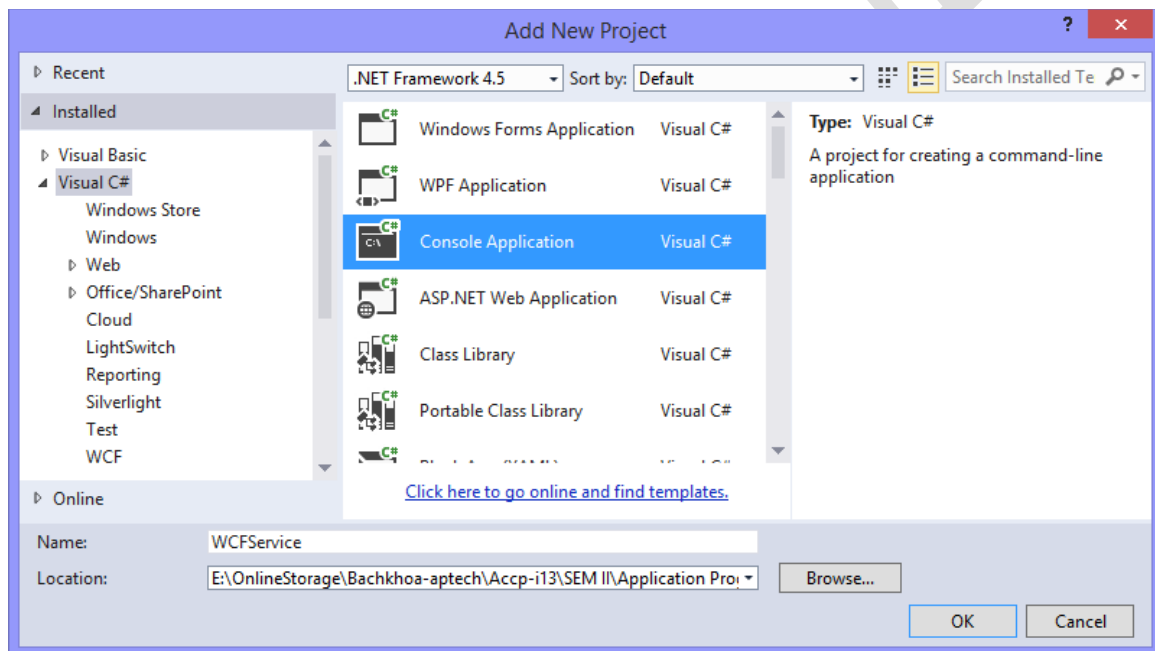 Add New Project
?
Recent
.NET Framework 4.5 Sort by: Default
Search Installed Te
Installed
Visual Basic
Visual C#
Windows Store
Windows
Web
Office/SharePoint
Cloud
LightSwitch
Reporting
Silverlight
Test
WCF
Online
C# Windows Forms Application Visual C#
C# WPF Application Visual C#
C# C:\ Console Application Visual C#
C# ASP.NET Web Application Visual C#
C# Class Library Visual C#
C# Portable Class Library Visual C#
C#
Click here to go online and find templates.
Type: Visual C#
A project for creating a command-line
application
Name: WCFService
Location: E:\OnlineStorage\Bachkhoa-aptech\Accp-i13\SEM II\Application Browse...
OK Cancel